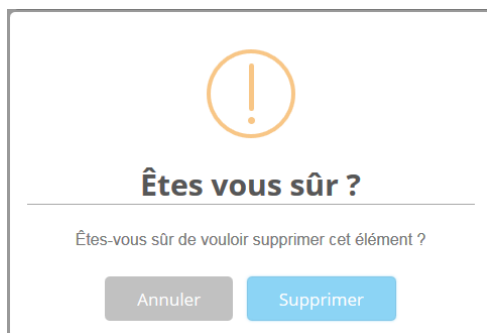 Êtes vous sûr ?
Êtes-vous sûr de vouloir supprimer cet élément ?
Annuler
Supprimer